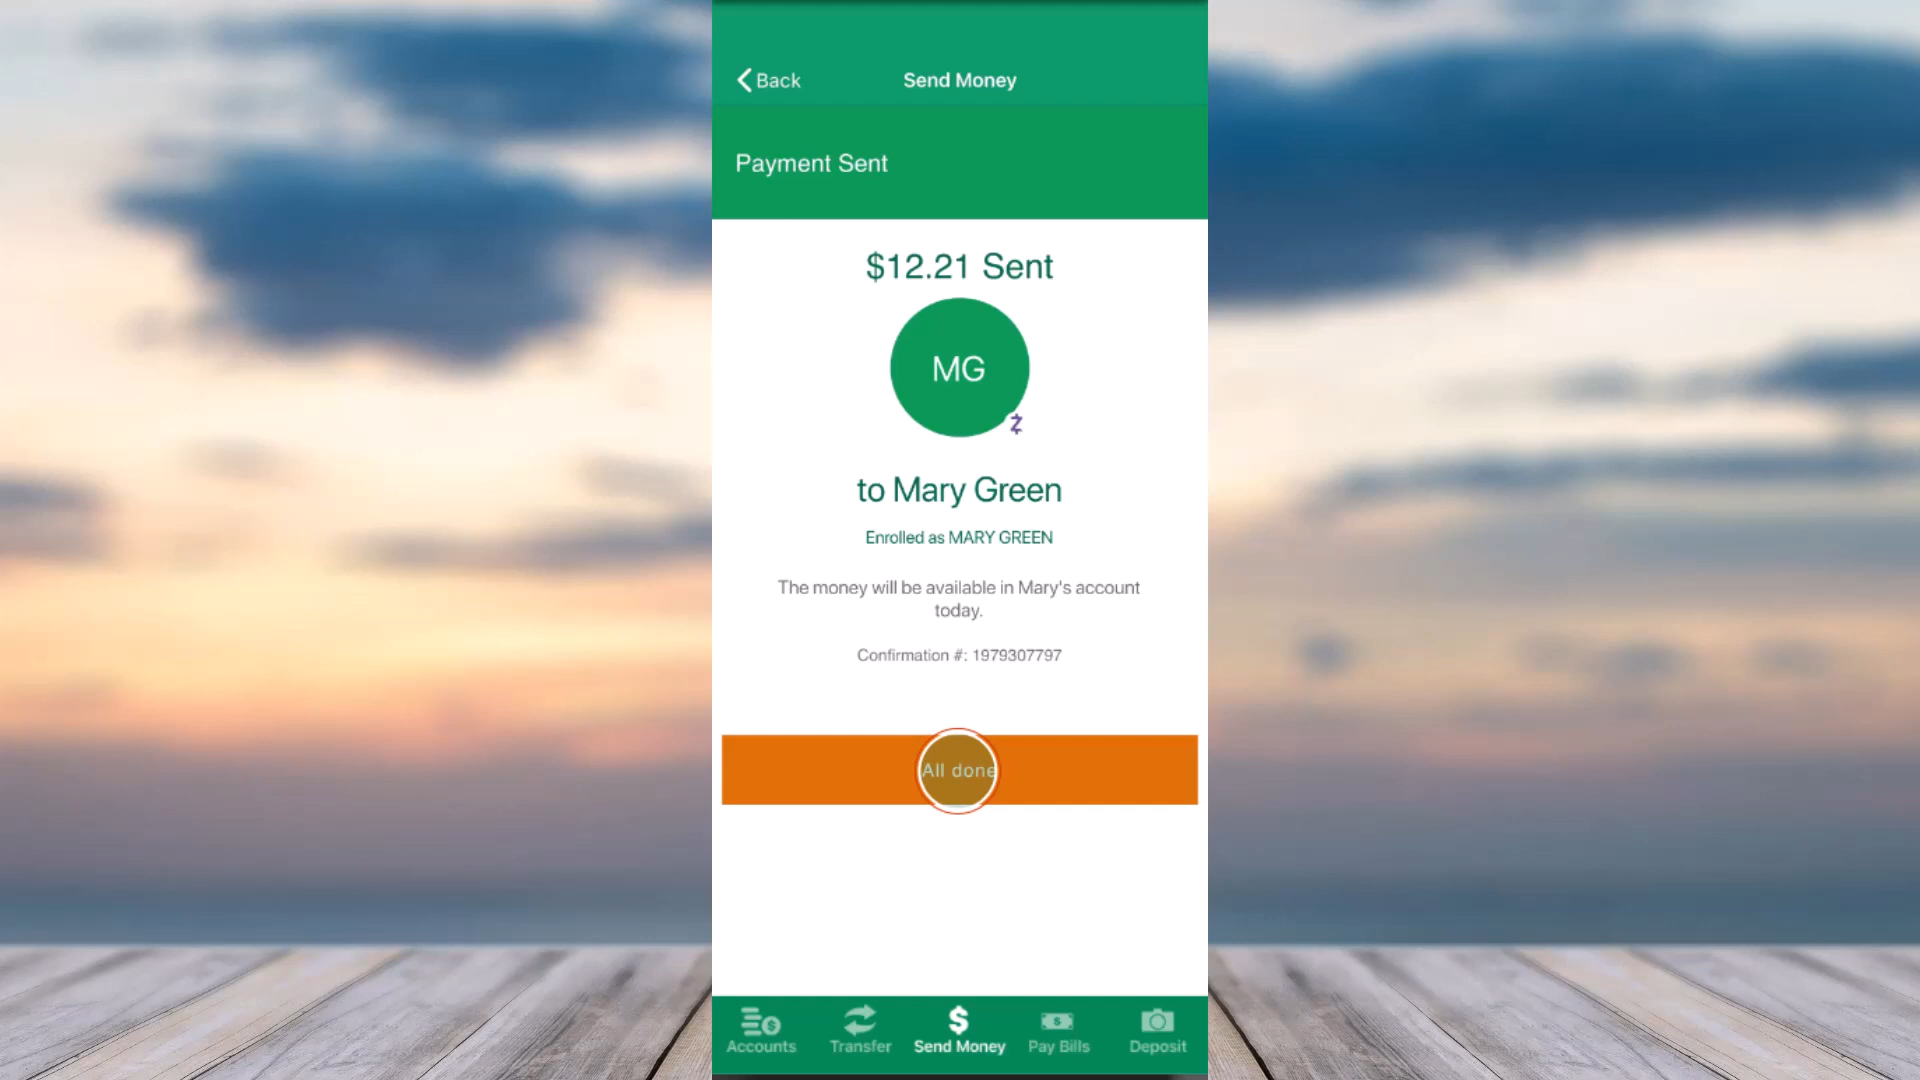 Back
Send Money
Payment Sent
$12.21 Sent
MG
to Mary Green
Enrolled as MARY GREEN
The money will be available in Mary's account
today.
Confirmation #: 1979307797
All done
Accounts
Transfer
Send Money
Pay Bills
Deposit